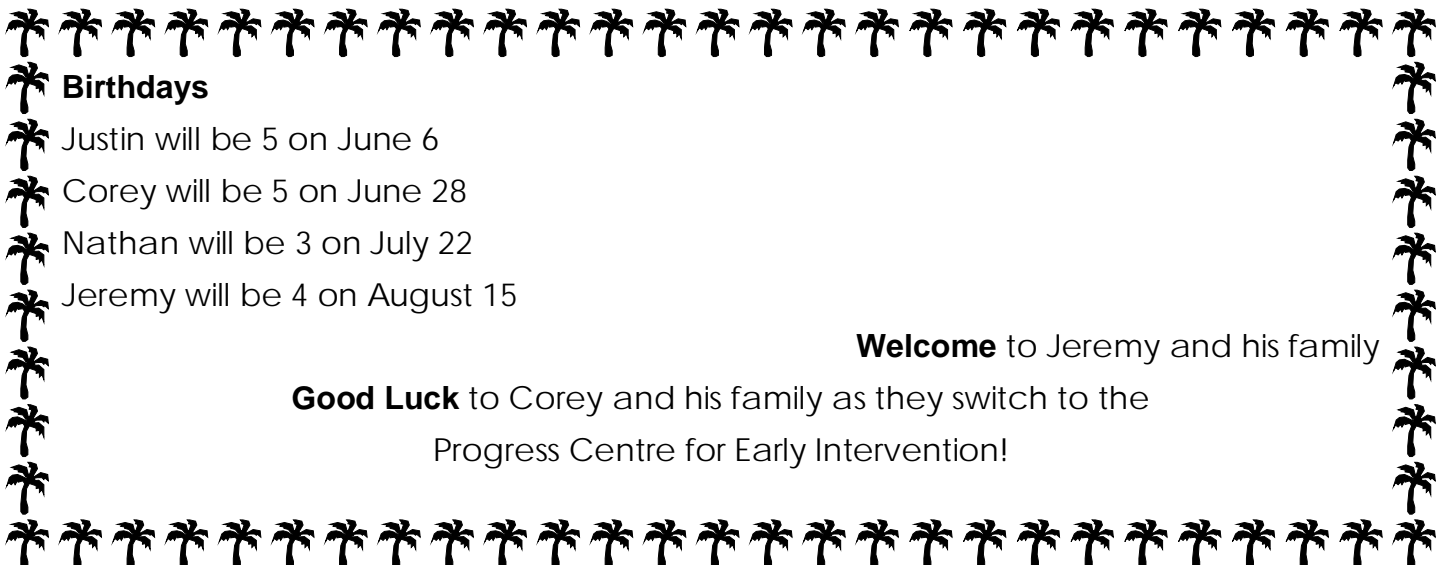 Birthdays
Justin will be 5 on June 6
Corey will be 5 on June 28
Nathan will be 3 on July 22
Jeremy will be 4 on August 15
Welcome to Jeremy and his family
Good Luck to Corey and his family as they switch to the
Progress Centre for Early Intervention!